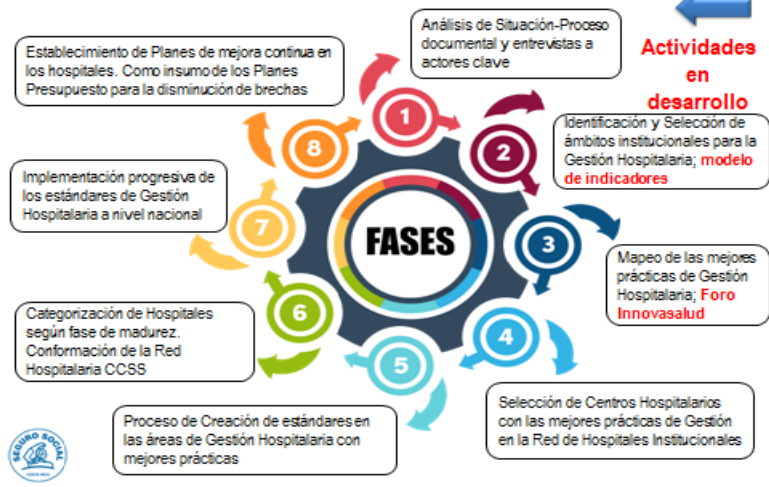 Actividades
en
desarrollo
FASES
1
Análisis de Situación-Proceso
documental y entrevistas a
actores clave
2
Identificación y Selección de
ámbitos institucionales para la
Gestión Hospitalaria; modelo
de indicadores
3
Mapeo de las mejores
prácticas de Gestión
Hospitalaria; Foro
Innovasalud
4
Selección de Centros Hospitalarios
con las mejores prácticas de Gestión
en la Red de Hospitales Institucionales
5
Proceso de Creación de estándares en
las áreas de Gestión Hospitalaria con
mejores prácticas
6
Categorización de Hospitales
según fase de madurez.
Conformación de la Red
Hospitalaria CCSS
7
Implementación progresiva de
los estándares de Gestión
Hospitalaria a nivel nacional
8
Establecimiento de Planes de mejora continua en
los hospitales. Como insumo de los Planes
Presupuesto para la disminución de brechas
SEGURO SOCIAL
COSTA RICA